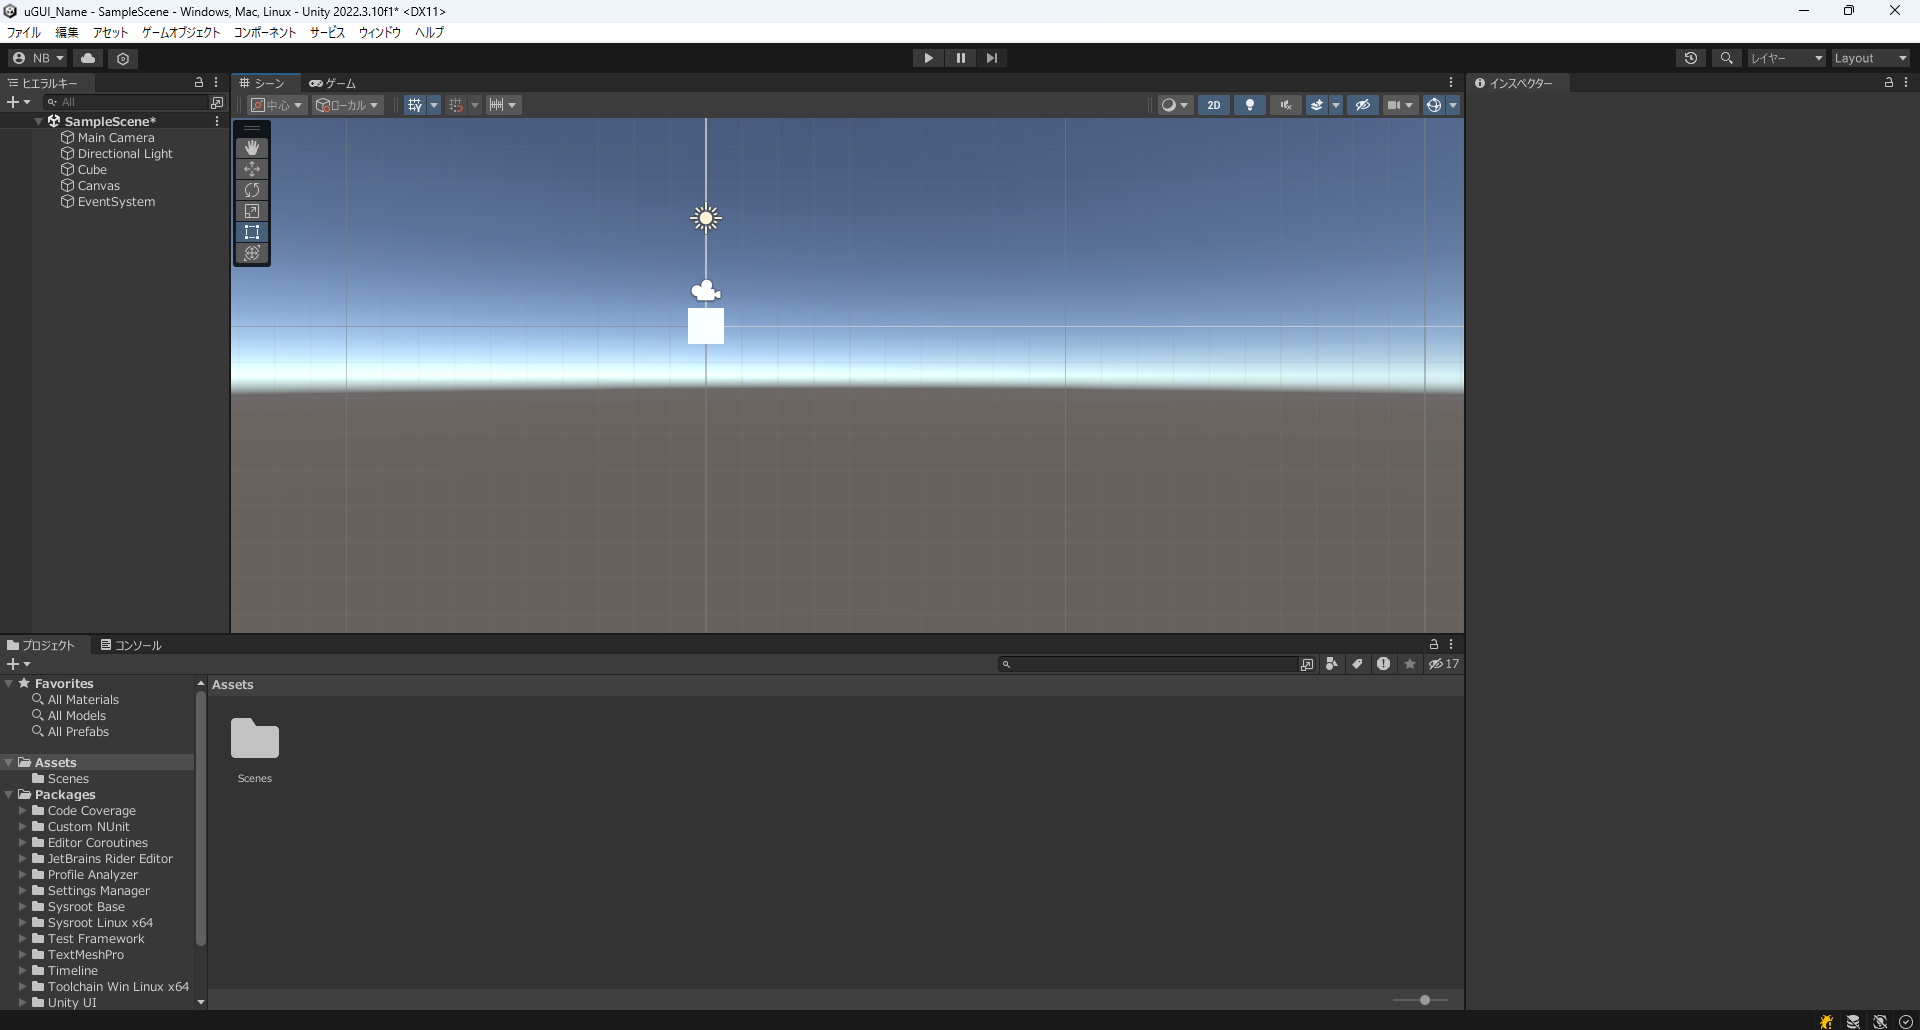 uGUI_Name - SampleScene - Windows, Mac, Linux - Unity 2022.3.10f1* <DX11>
ファイル 編集 アセット ゲームオブジェクト コンポーネント サービス ウィンドウ ヘルプ
NB レイヤー Layout
ヒエラルキー シーン ゲーム インスペクター
All 中心 ローカル 2D
SampleScene*
Main Camera
Directional Light
Cube
Canvas
EventSystem
プロジェクト コンソール
17
Favorites Assets
All Materials
All Models
All Prefabs
Assets
Scenes Scenes
Packages
Code Coverage
Custom NUnit
Editor Coroutines
JetBrains Rider Editor
Profile Analyzer
Settings Manager
Sysroot Base
Sysroot Linux x64
Test Framework
TextMeshPro
Timeline
Toolchain Win Linux x64
Unity UI